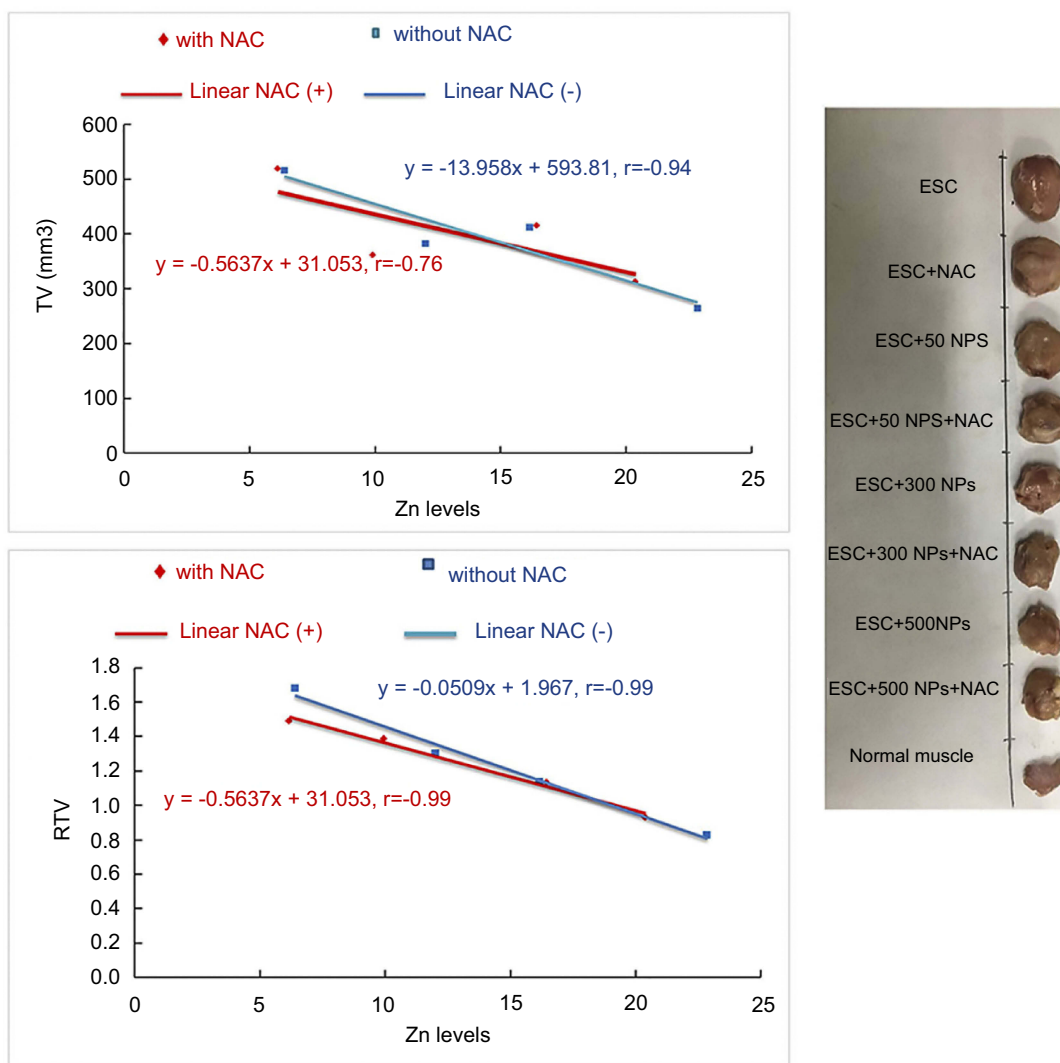 with NAC
without NAC
Linear NAC (+)
Linear NAC (-)
600
500
400
300
200
100
0
TV (mm3)
y = -13.958x + 593.81, r=-0.94
y = -0.5637x + 31.053, r=-0.76
0 5 10 15 20 25
Zn levels
with NAC
without NAC
Linear NAC (+)
Linear NAC (-)
1.8
1.6
1.4
1.2
1.0
0.8
0.6
0.4
0.2
0.0
RTV
y = -0.0509x + 1.967, r=-0.99
y = -0.5637x + 31.053, r=-0.99
0 5 10 15 20 25
Zn levels
ESC
ESC+NAC
ESC+50 NPS
ESC+50 NPS+NAC
ESC+300 NPs
ESC+300 NPs+NAC
ESC+500NPs
ESC+500 NPs+NAC
Normal muscle